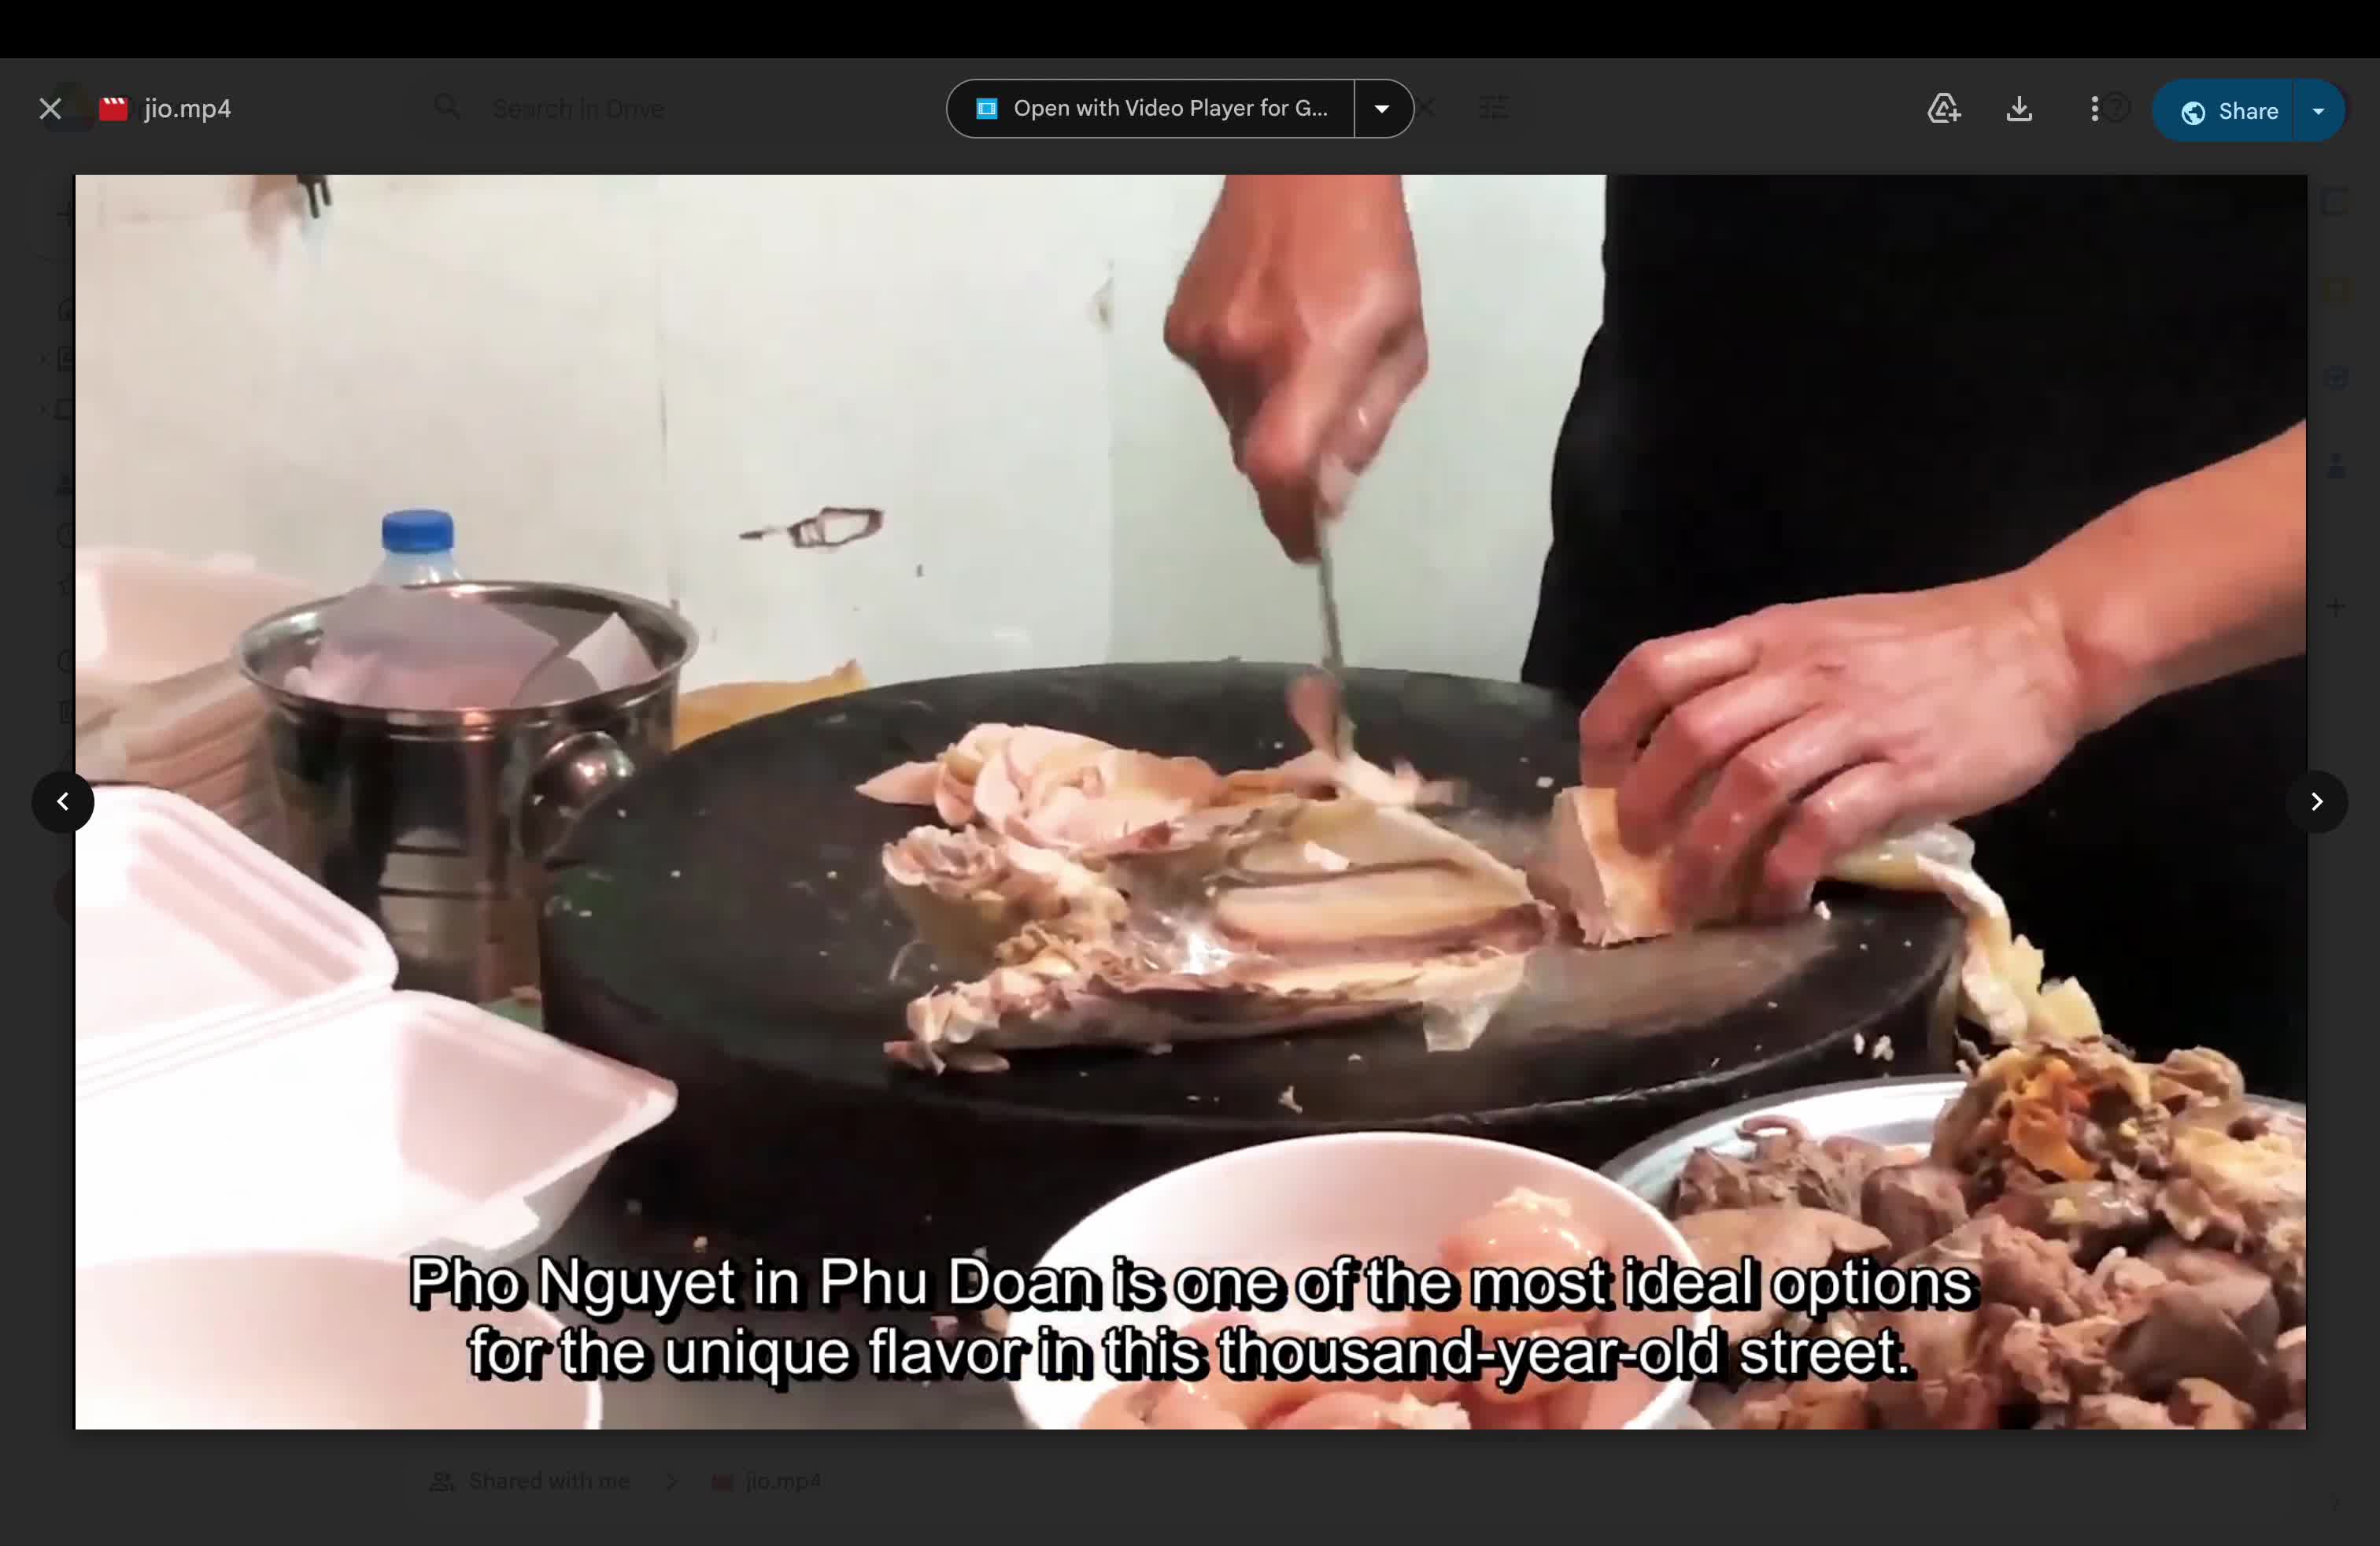 jio.mp4
Search in Drive
Open with Video Player for G...
Share
Pho Nguyet in Phu Doan is one of the most ideal options
for the unique flavor in this thousand-year-old street.
Shared with me
jio.mp4